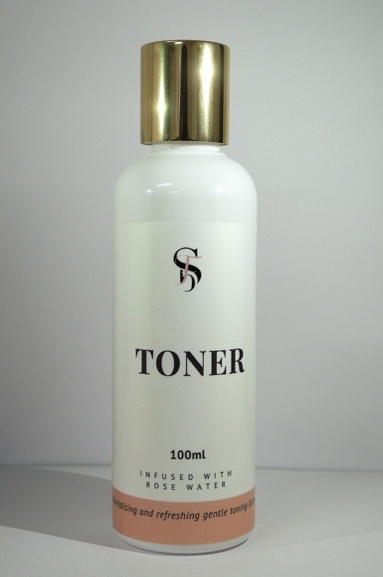 TONER
100ml
INFUSED WITH
ROSE WATER
and refreshing gentle toning